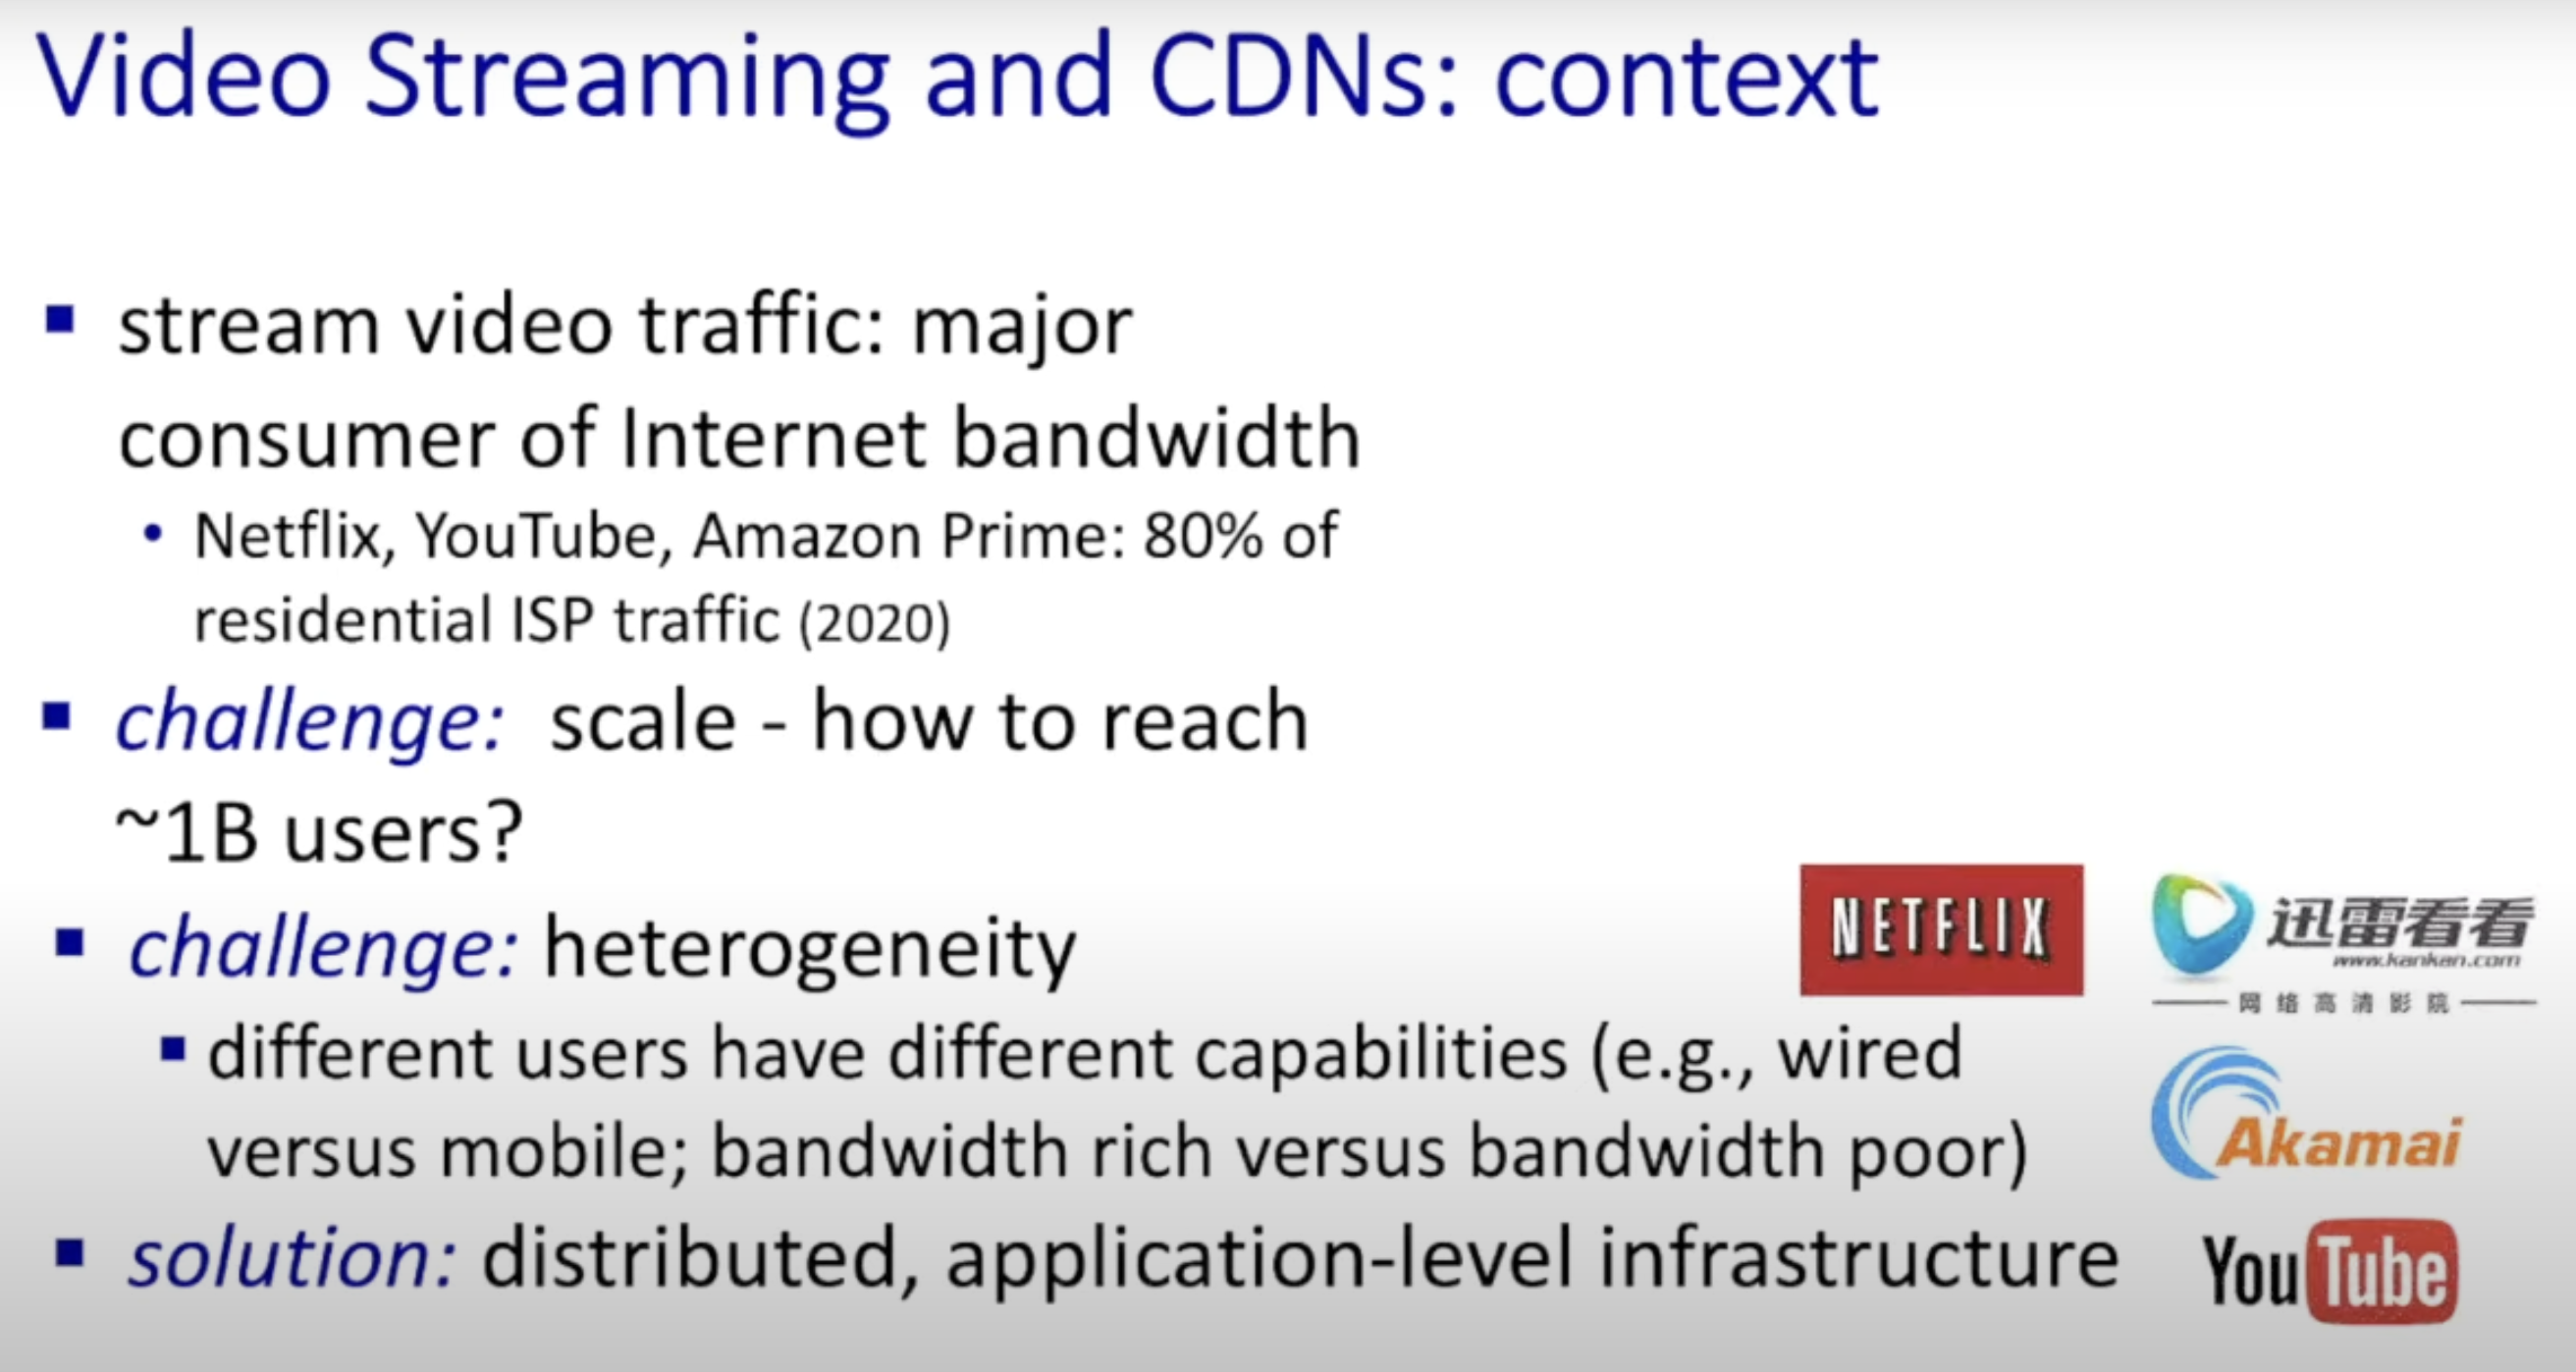 Video Streaming and CDNs: context
▪ stream video traffic: major
consumer of Internet bandwidth
• Netflix, YouTube, Amazon Prime: 80% of
residential ISP traffic (2020)
▪ challenge: scale - how to reach
~1B users?
▪ challenge: heterogeneity
▪ different users have different capabilities (e.g., wired
versus mobile; bandwidth rich versus bandwidth poor)
▪ solution: distributed, application-level infrastructure
NETFLIX
迅雷看看
www.kankan.com
网络高清影院
Akamai
YouTube